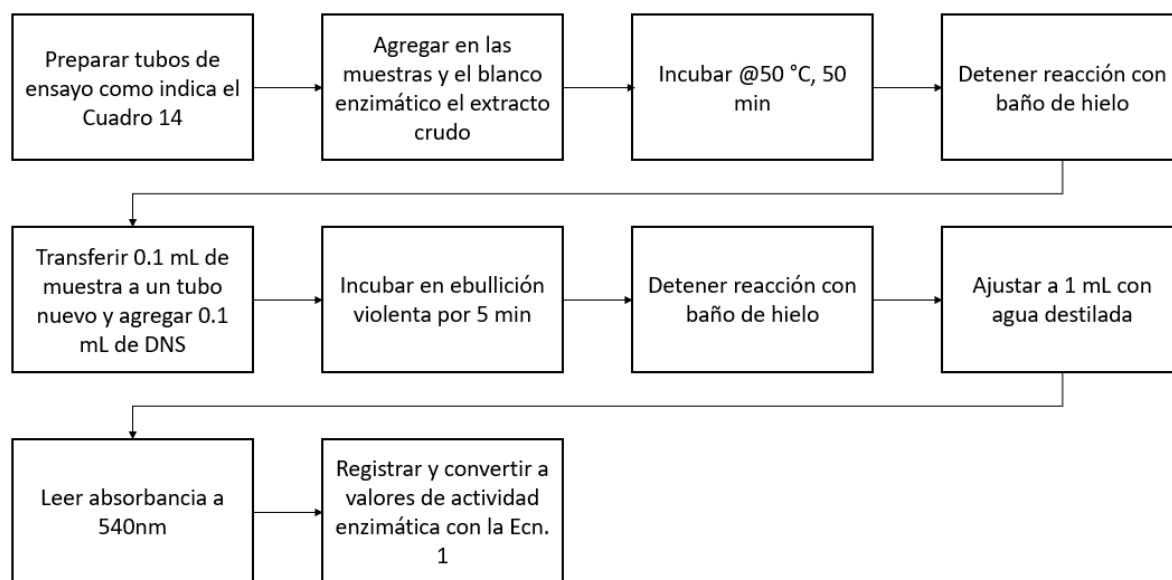 Preparar tubos de
ensayo como indica el
Cuadro 14
Agregar en las
muestras y el blanco
enzimático el extracto
crudo
Incubar @50 °C, 50
min
Detener reacción con
baño de hielo
Transferir 0.1 mL de
muestra a un tubo
nuevo y agregar 0.1
mL de DNS
Incubar en ebullición
violenta por 5 min
Detener reacción con
baño de hielo
Ajustar a 1 mL con
agua destilada
Leer absorbancia a
540nm
Registrar y convertir a
valores de actividad
enzimática con la Ecn.
1